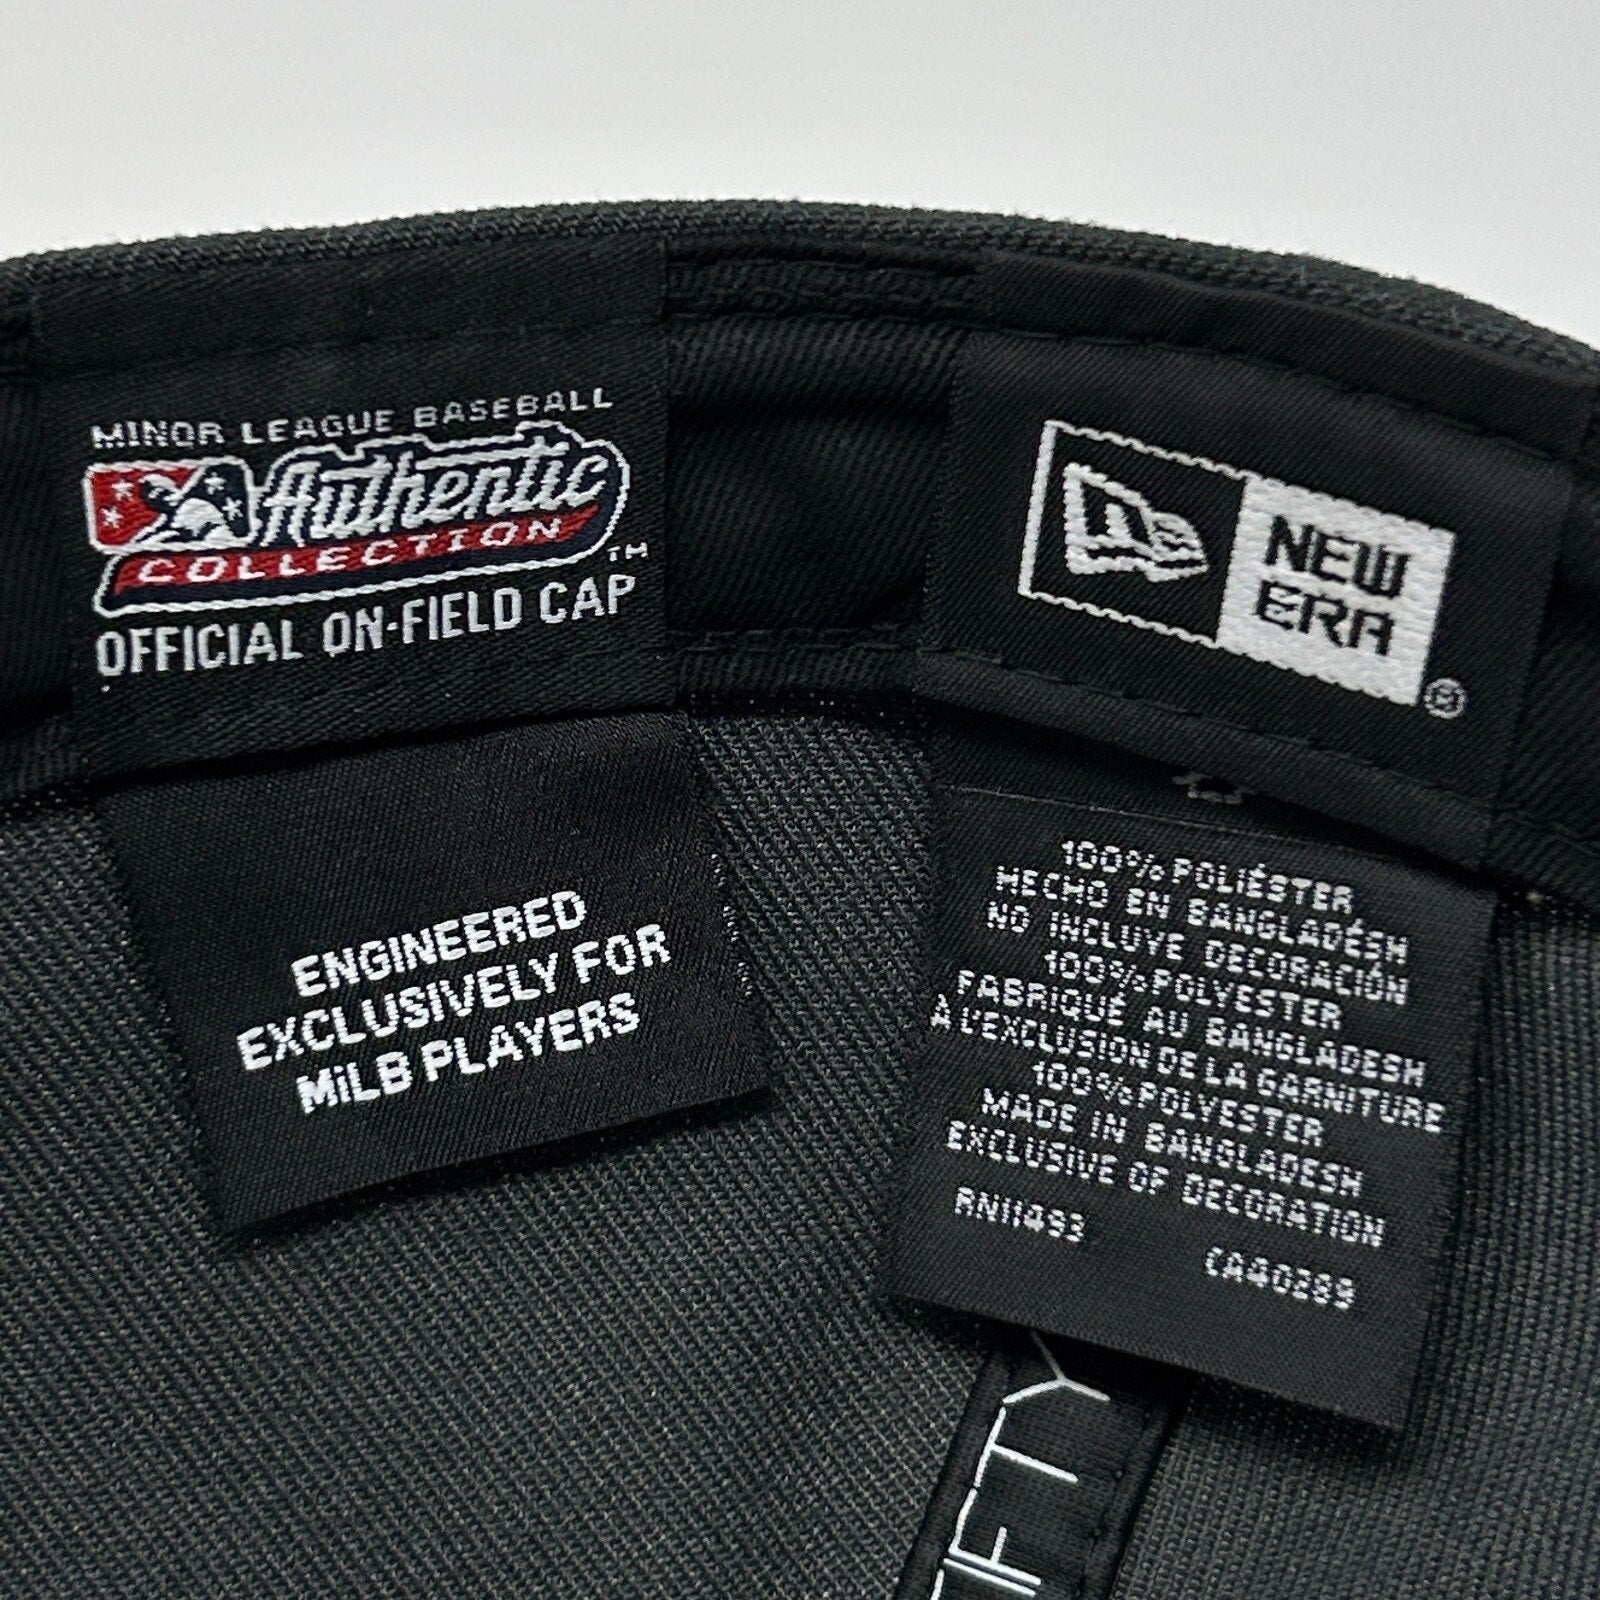 MINOR LEAGUE BASEBALL
Authentic
COLLECTION
TM
OFFICIAL ON-FIELD CAP
NEW
ERA
®
ENGINEERED
EXCLUSIVELY FOR
MiLB PLAYERS
100% POLIÉSTER
HECHO EN BANGLADÉSH
NO INCLUYE DECORACIÓN
100% POLYESTER
FABRIQUÉ AU BANGLADESH
À L'EXCLUSION DE LA GARNITURE
100% POLYESTER
MADE IN BANGLADESH
EXCLUSIVE OF DECORATION
RN11493 CA40289
FIFTY